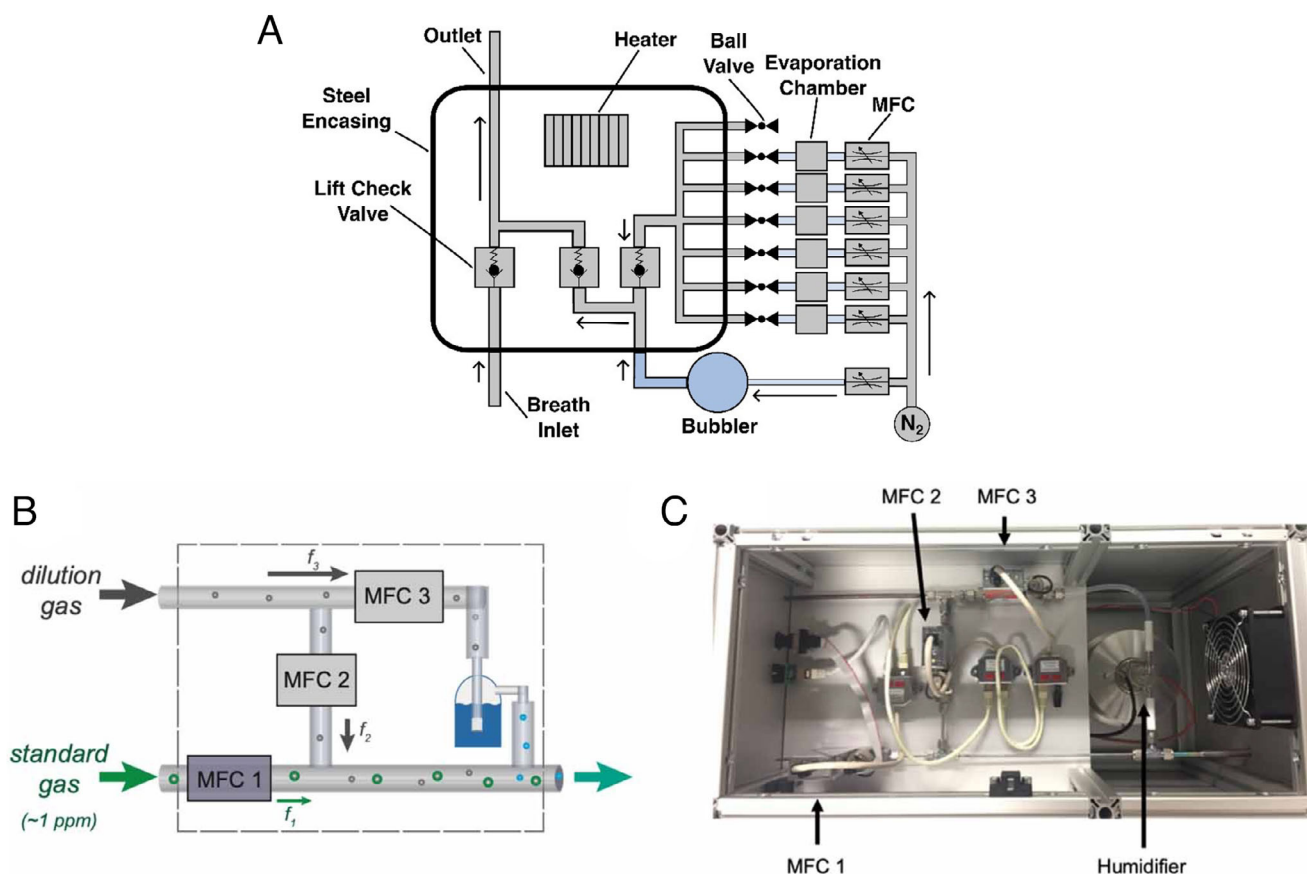 A
Outlet
Heater
Ball
Valve
Evaporation
Chamber
MFC
Steel
Encasing
Lift Check
Valve
Breath
Inlet
Bubbler
N₂
B
dilution
gas
f₃
MFC 3
MFC 2
f₂
standard
gas
(~1 ppm)
MFC 1
f₁
C
MFC 2
MFC 3
MFC 1
Humidifier